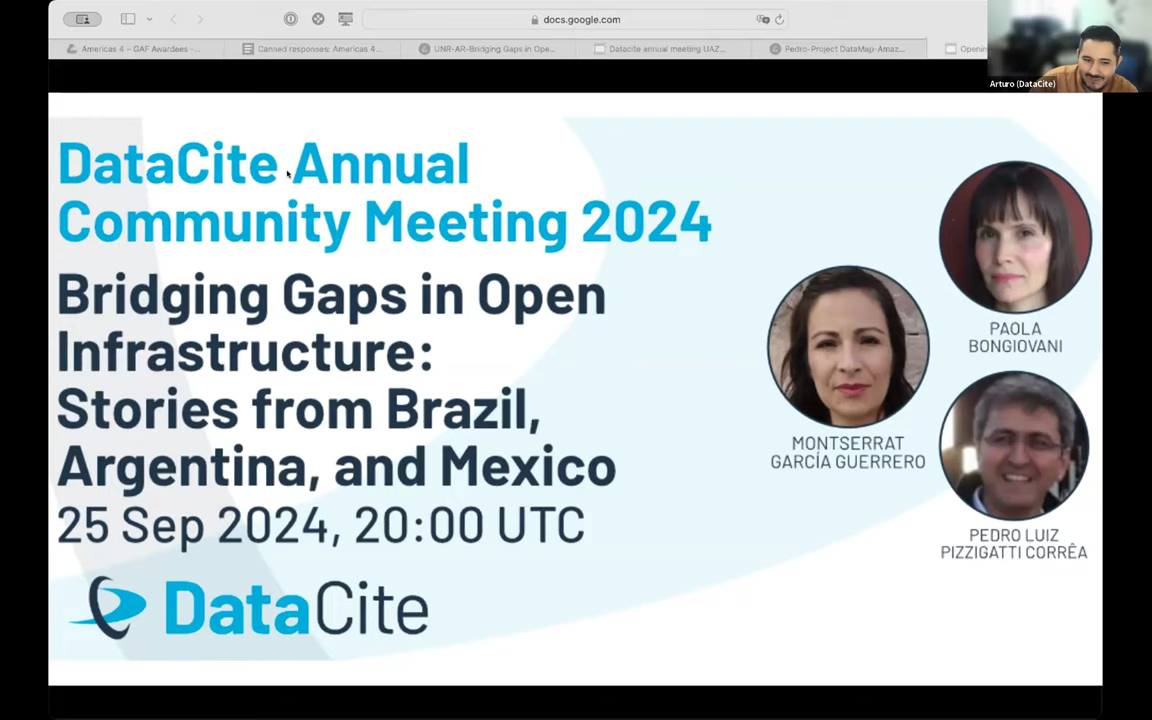 docs.google.com
Americas 4 – GAF Awardees -...
Canned responses: Americas 4...
UNR-AR-Bridging Gaps in Ope...
Datacite annual meeting UAZ...
Pedro-Project DataMap-Amaz...
Openin
Arturo (DataCite)
DataCite Annual
Community Meeting 2024
Bridging Gaps in Open
Infrastructure:
Stories from Brazil,
Argentina, and Mexico
25 Sep 2024, 20:00 UTC
DataCite
PAOLA
BONGIOVANI
MONTSERRAT
GARCÍA GUERRERO
PEDRO LUIZ
PIZZIGATTI CORRÊA